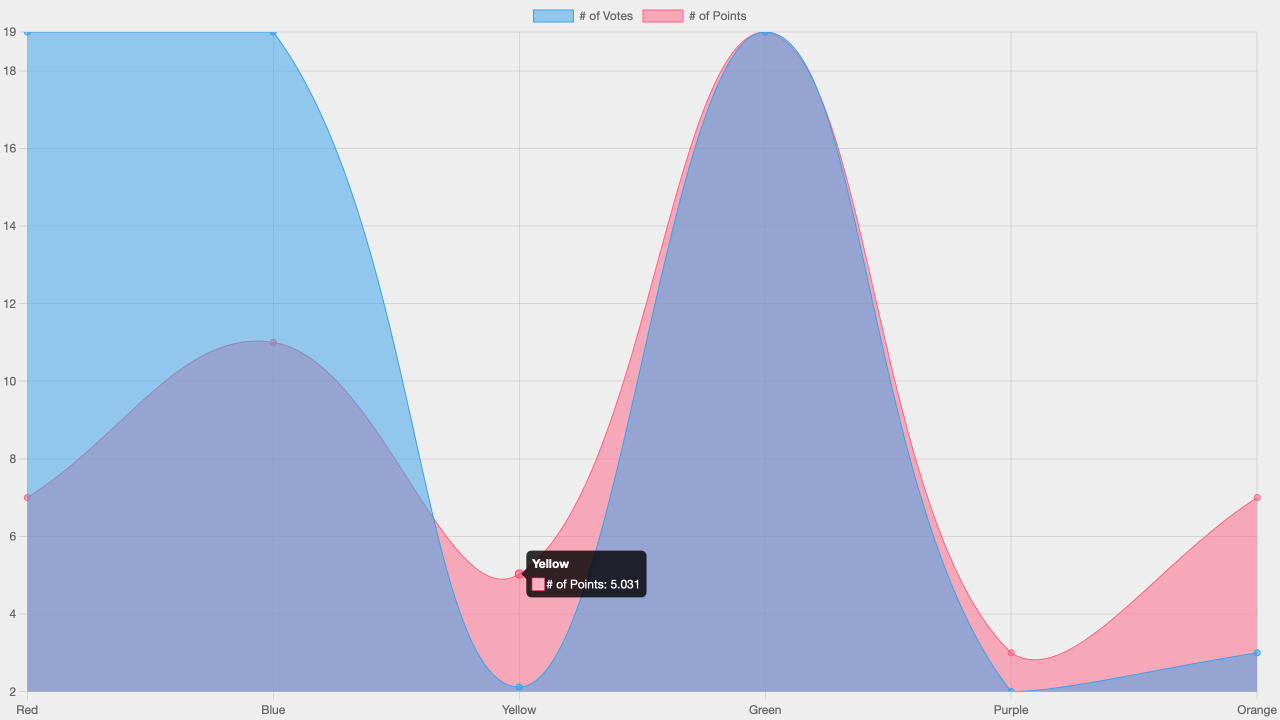 # of Votes # of Points
19
18
16
14
12
10
8
6
4
2
Yellow
# of Points: 5.031
Red Blue Yellow Green Purple Orange